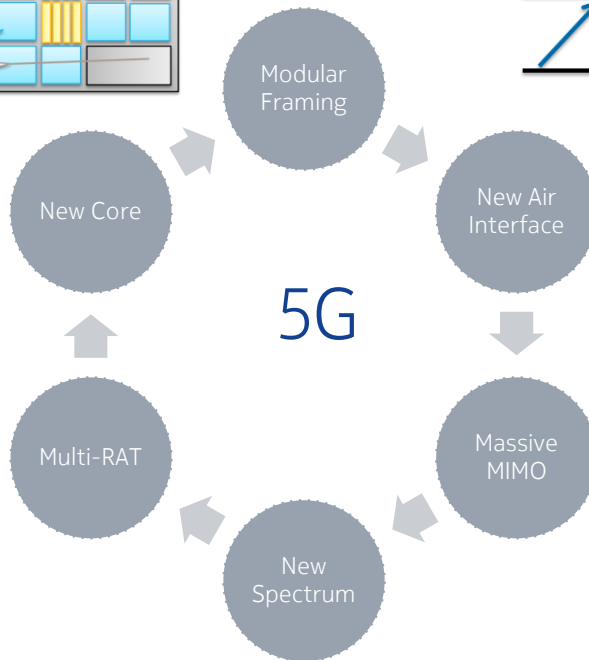 Modular
Framing
New Air
Interface
Massive
MIMO
New
Spectrum
Multi-RAT
New Core
5G